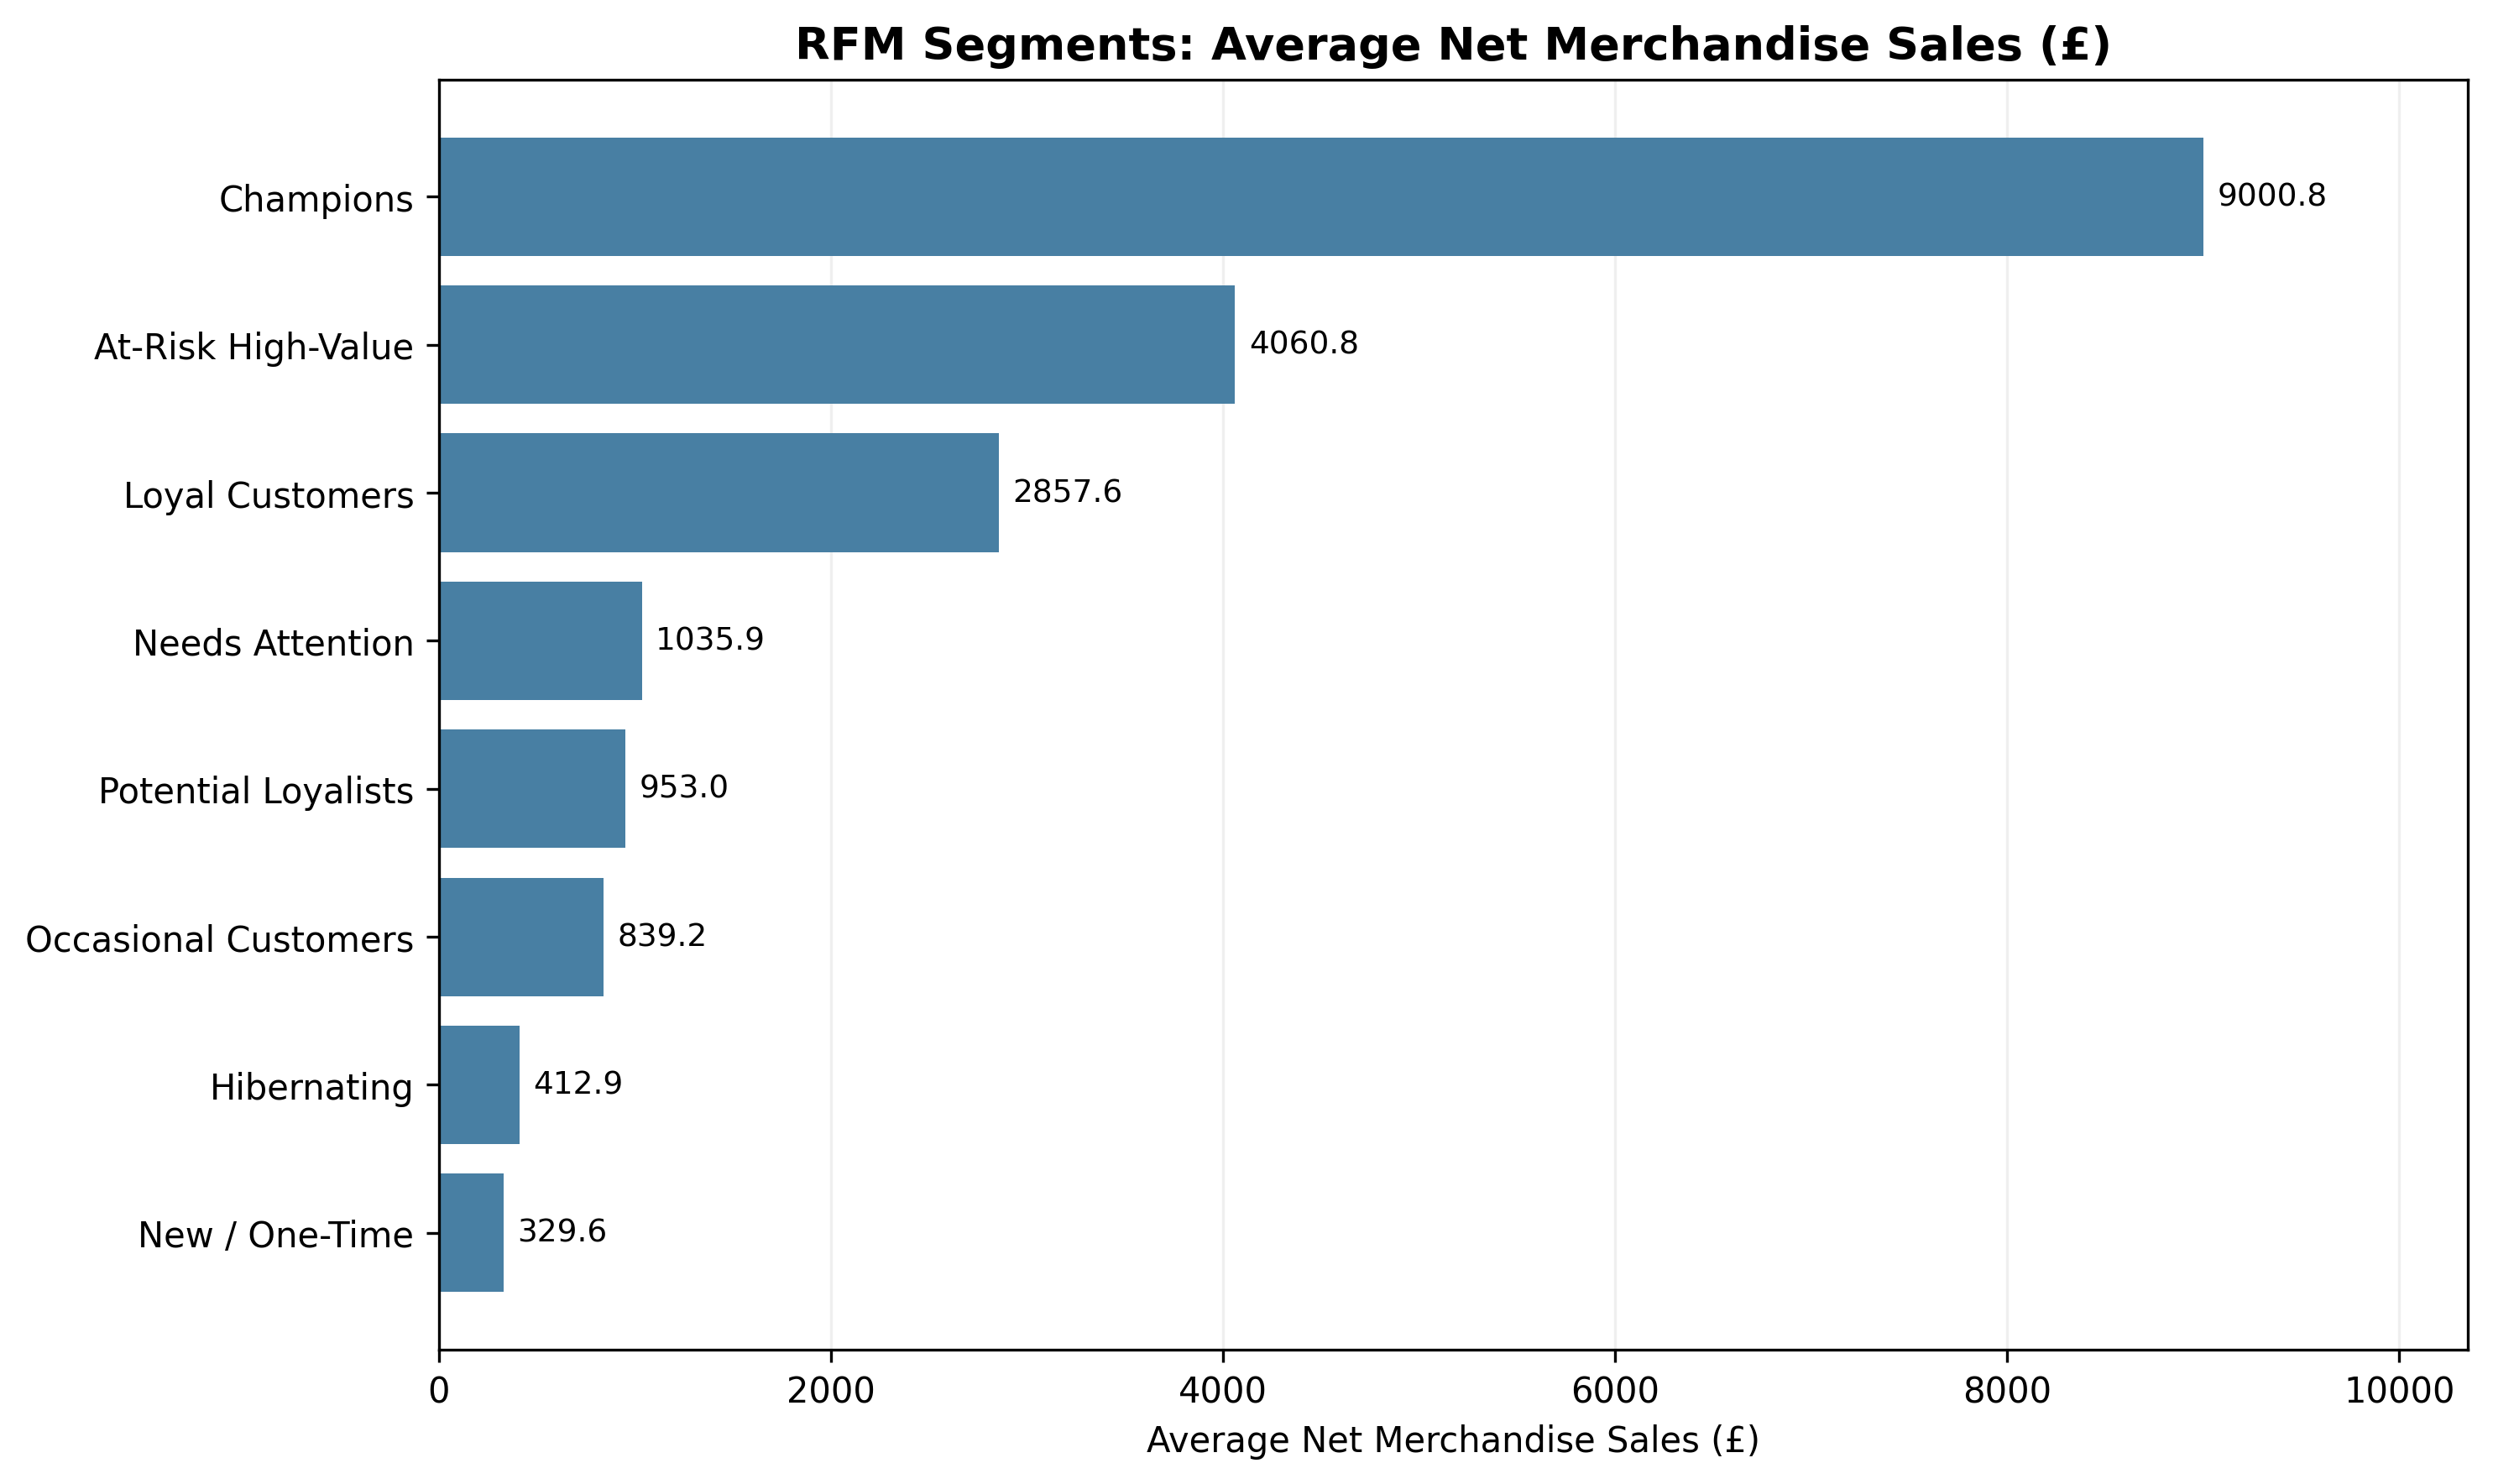 RFM Segments: Average Net Merchandise Sales (£)
Champions 9000.8
At-Risk High-Value 4060.8
Loyal Customers 2857.6
Needs Attention 1035.9
Potential Loyalists 953.0
Occasional Customers 839.2
Hibernating 412.9
New / One-Time 329.6
0 2000 4000 6000 8000 10000
Average Net Merchandise Sales (£)